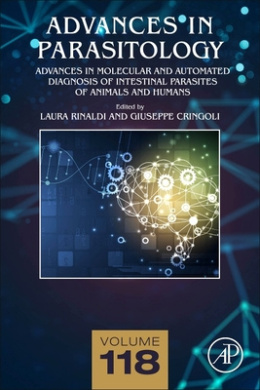 ADVANCES IN
PARASITOLOGY
ADVANCES IN MOLECULAR AND AUTOMATED
DIAGNOSIS OF INTESTINAL PARASITES
OF ANIMALS AND HUMANS
Edited by
LAURA RINALDI AND GIUSEPPE CRINGOLI
VOLUME
118
AP